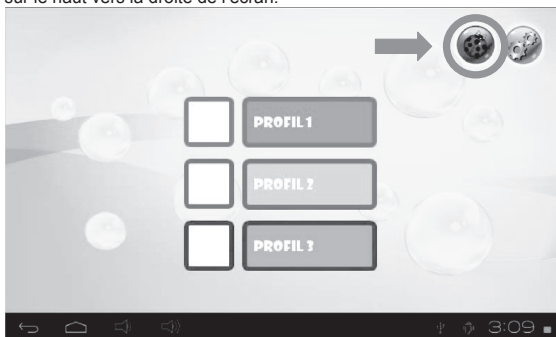 sur le haut vers la droite de l'écran.
PROFIL 1
PROFIL 2
PROFIL 3
3:09